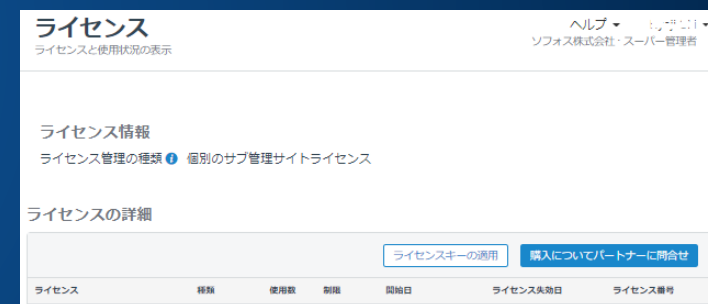 ライセンス
ライセンスと使用状況の表示
ヘルプ
ソフォス株式会社 - スーパー管理者
ライセンス情報
ライセンス管理の種類 個別のサブ管理サイトライセンス
ライセンスの詳細
ライセンスキーの適用 購入についてパートナーに問合せ
ライセンス 種類 使用数 制限 開始日 ライセンス失効日 ライセンス番号